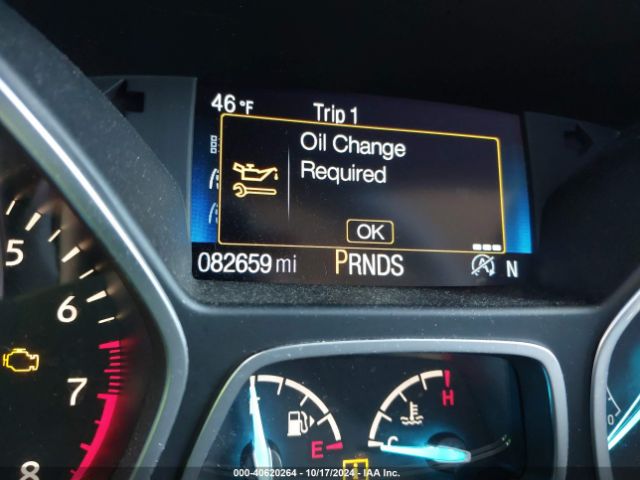 46 °F
Trip 1
Oil Change
Required
OK
082659 mi
PRNDS
A
N
5
6
7
8
E
H
C
0
000-40620264 - 10/17/2024 - IAA Inc.